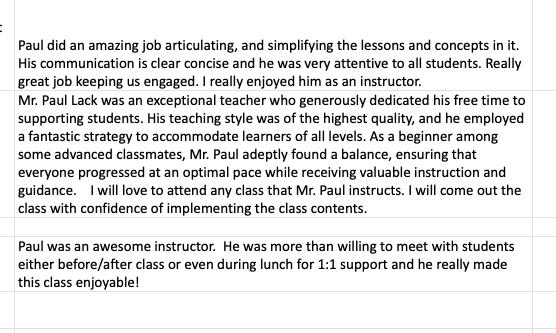 Paul did an amazing job articulating, and simplifying the lessons and concepts in it.
His communication is clear concise and he was very attentive to all students. Really
great job keeping us engaged. I really enjoyed him as an instructor.
Mr. Paul Lack was an exceptional teacher who generously dedicated his free time to
supporting students. His teaching style was of the highest quality, and he employed
a fantastic strategy to accommodate learners of all levels. As a beginner among
some advanced classmates, Mr. Paul adeptly found a balance, ensuring that
everyone progressed at an optimal pace while receiving valuable instruction and
guidance.    I will love to attend any class that Mr. Paul instructs. I will come out the
class with confidence of implementing the class contents.
Paul was an awesome instructor.  He was more than willing to meet with students
either before/after class or even during lunch for 1:1 support and he really made
this class enjoyable!